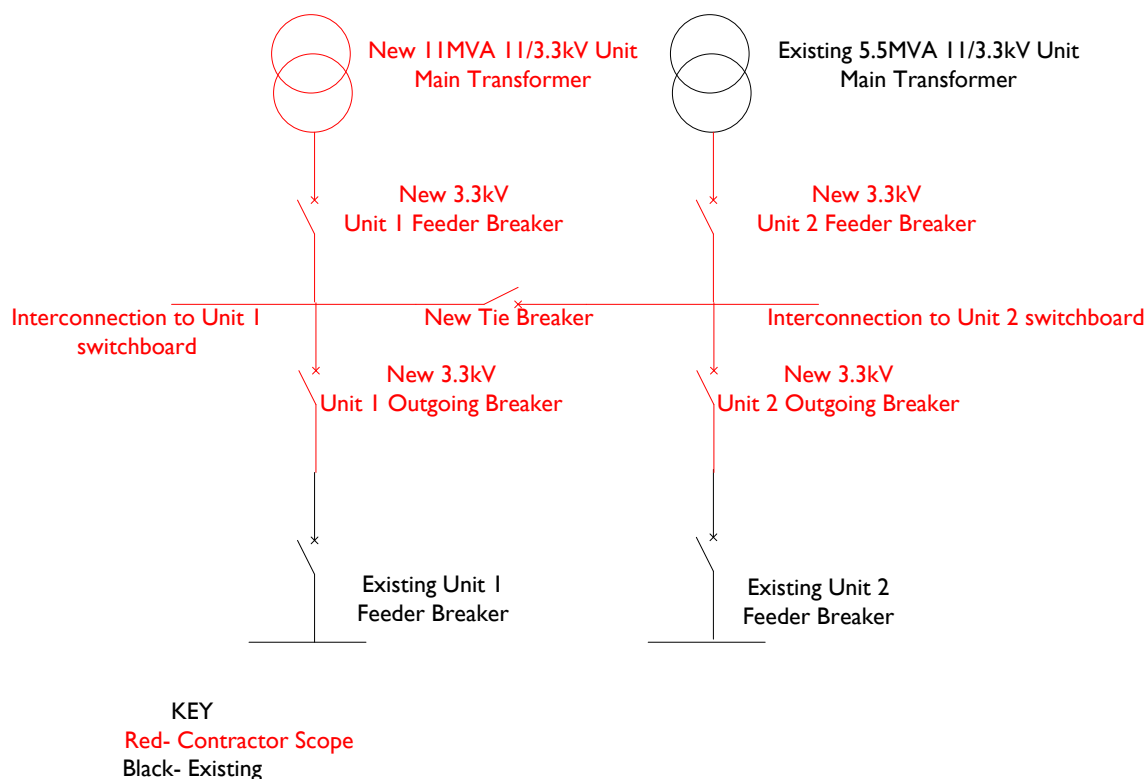 New 11MVA 11/3.3kV Unit
Main Transformer
Existing 5.5MVA 11/3.3kV Unit
Main Transformer
New 3.3kV
Unit 1 Feeder Breaker
New 3.3kV
Unit 2 Feeder Breaker
Interconnection to Unit 1
switchboard
New Tie Breaker
Interconnection to Unit 2 switchboard
New 3.3kV
Unit 1 Outgoing Breaker
New 3.3kV
Unit 2 Outgoing Breaker
Existing Unit 1
Feeder Breaker
Existing Unit 2
Feeder Breaker
KEY
Red- Contractor Scope
Black- Existing